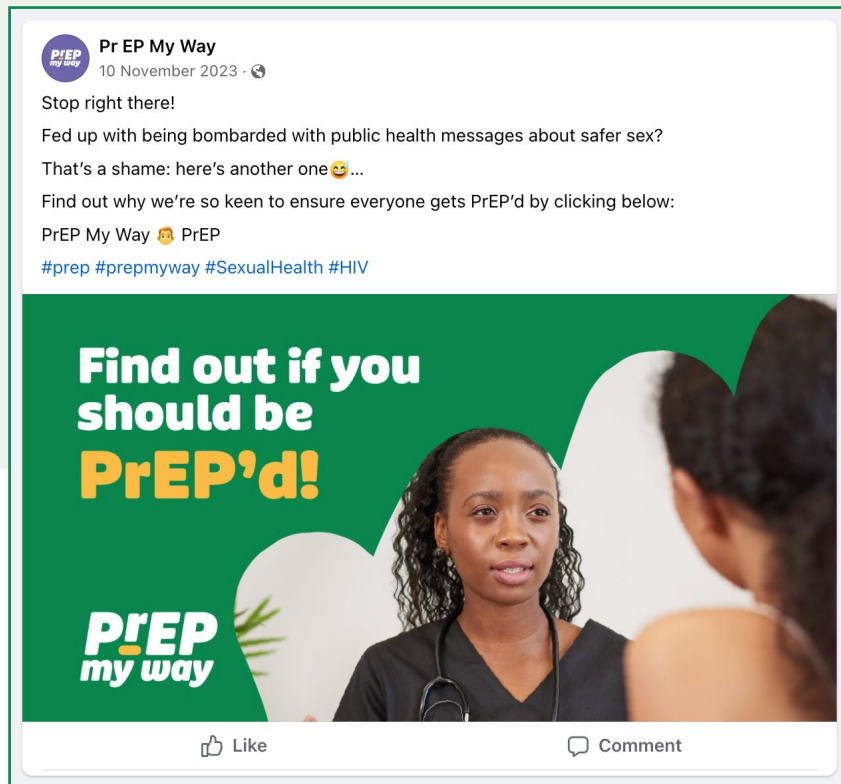 PrEP
my way
Pr EP My Way
10 November 2023 ·
Stop right there!
Fed up with being bombarded with public health messages about safer sex?
That's a shame: here's another one😅...
Find out why we're so keen to ensure everyone gets PrEP'd by clicking below:
PrEP My Way 👨‍🦰 PrEP
#prep #prepmyway #SexualHealth #HIV
Find out if you
should be
PrEP'd!
PrEP
my way
Like
Comment